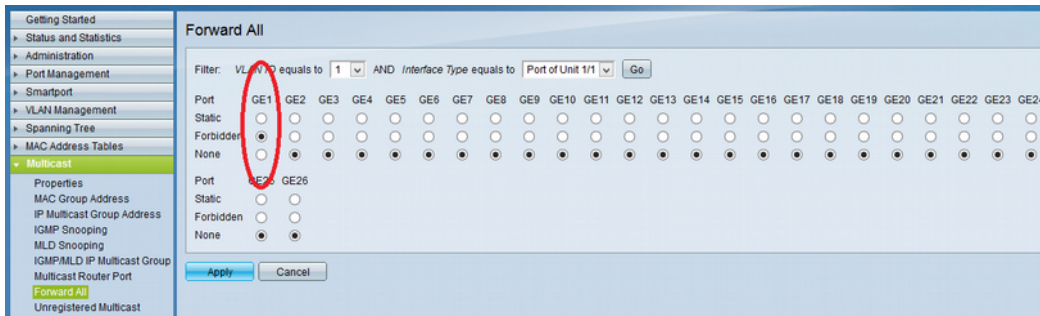 Getting Started
Status and Statistics
Administration
Port Management
Smartport
VLAN Management
Spanning Tree
MAC Address Tables
Multicast
Properties
MAC Group Address
IP Multicast Group Address
IGMP Snooping
MLD Snooping
IGMP/MLD IP Multicast Group
Multicast Router Port
Forward All
Unregistered Multicast
Forward All
Filter: VLAN ID equals to 1 AND Interface Type equals to Port of Unit 1/1 Go
Port GE1 GE2 GE3 GE4 GE5 GE6 GE7 GE8 GE9 GE10 GE11 GE12 GE13 GE14 GE15 GE16 GE17 GE18 GE19 GE20 GE21 GE22 GE23 GE24
Static
Forbidden
None
Port GE25 GE26
Static
Forbidden
None
Apply Cancel